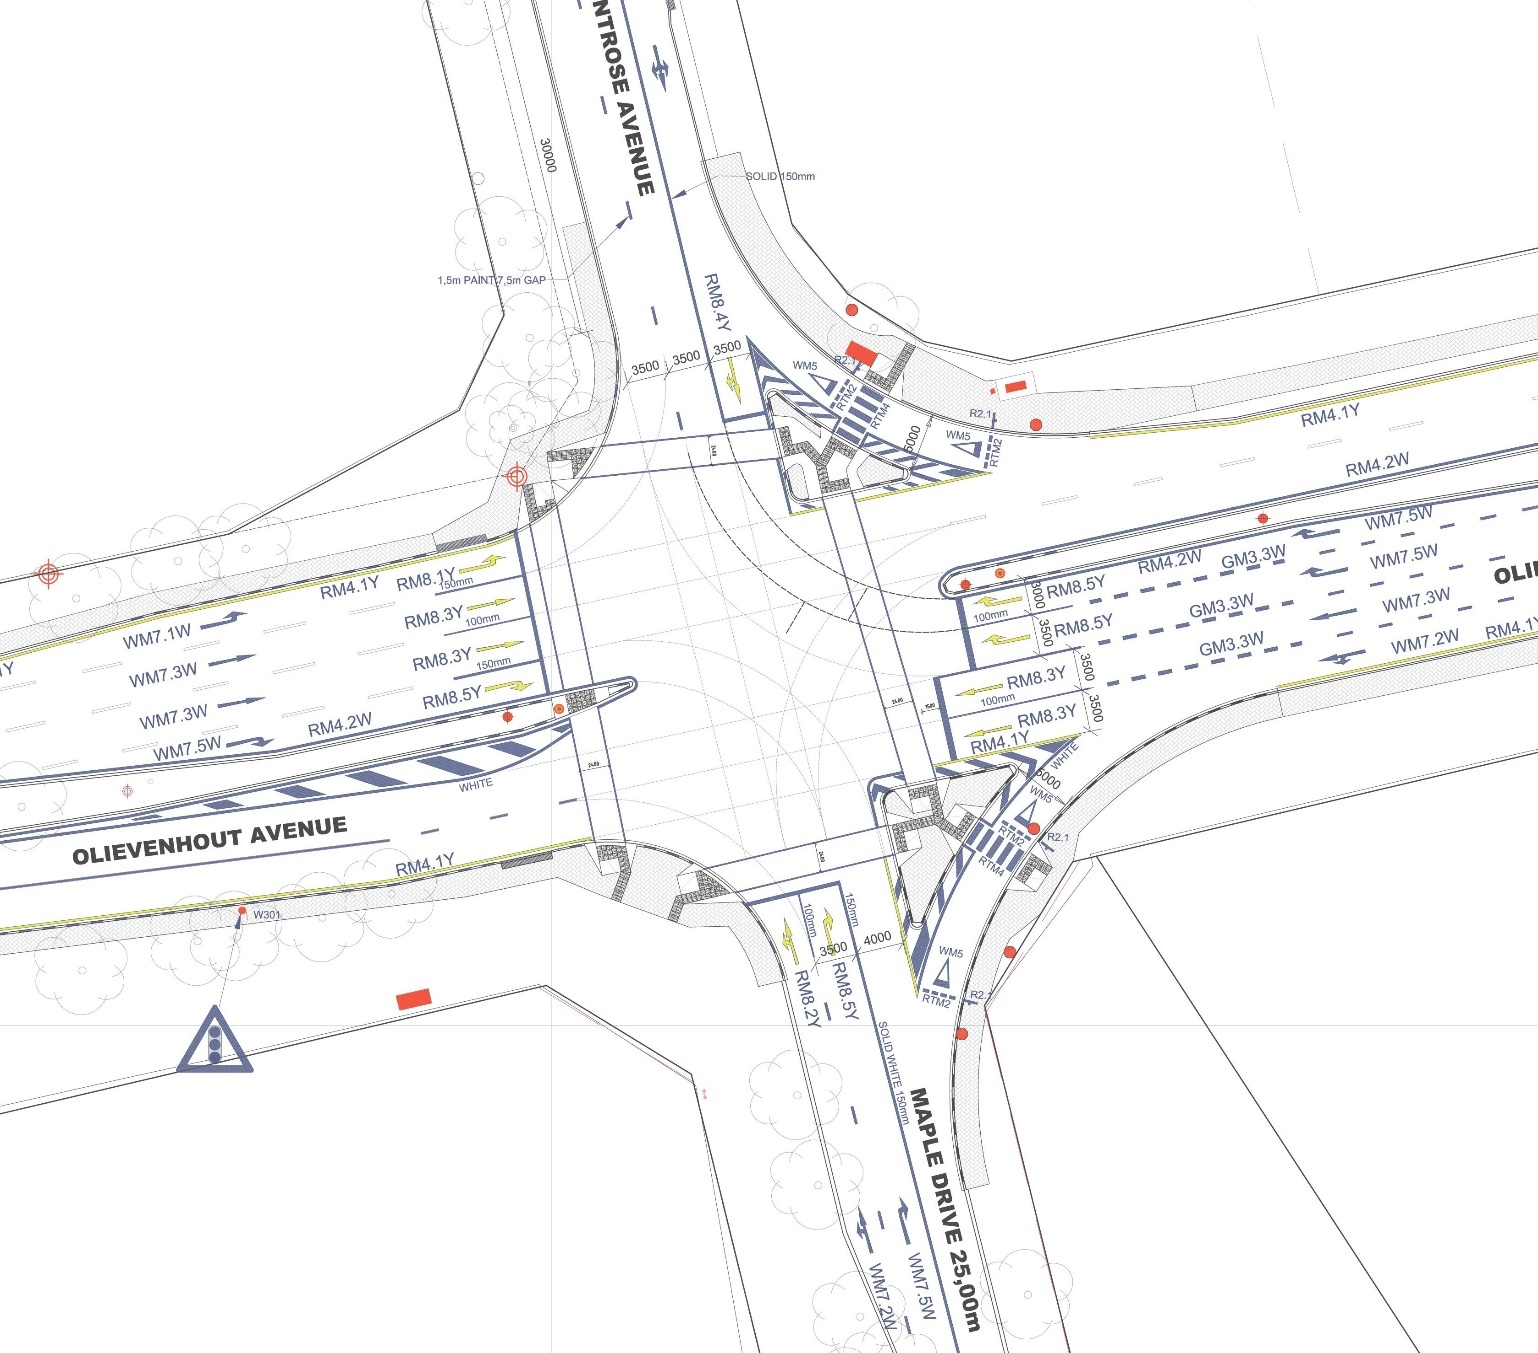 NTROSE AVENUE
30000
SOLID 150mm
1,5m PAINT 7,5m GAP
RM8.4Y
3500
3500
3500
WM5
R2.1
RTM2
RTM4
5000
R2.1
WM5
RTM2
RM4.1Y
RM4.2W
WM7.5W
WM7.5W
GM3.3W
RM4.2W
OLI
RM8.5Y
3000
100mm
GM3.3W
WM7.3W
RM8.5Y
3500
GM3.3W
WM7.2W
RM4.1Y
RM8.3Y
3500
100mm
RM8.3Y
3500
RM4.1Y
WHITE
5000
WM5
R2.1
RTM2
RTM4
RM4.1Y
RM8.1Y
150mm
WM7.1W
RM8.3Y
100mm
1Y
WM7.3W
RM8.3Y
150mm
WM7.3W
RM8.5Y
RM4.2W
WM7.5W
WHITE
OLIEVENHOUT AVENUE
RM4.1Y
W301
2400
2400
2400
2400
100mm
150mm
3500
4000
RM8.2Y
RM8.5Y
WM5
RTM2
R2.1
SOLID WHITE 150mm
MAPLE DRIVE 25,00m
WM7.2W
WM7.5W